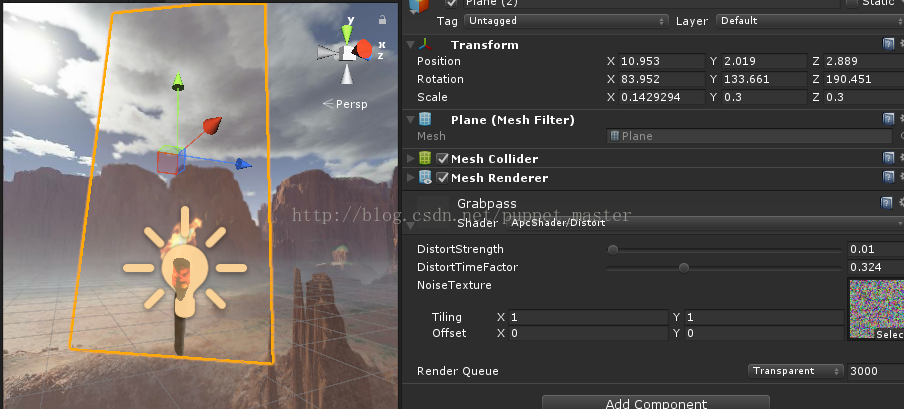 Plane (2)
Static
Tag Untagged Layer Default
Transform
Position X 10.953 Y 2.019 Z 2.889
Rotation X 83.952 Y 133.661 Z 190.451
Scale X 0.1429294 Y 0.3 Z 0.3
Plane (Mesh Filter)
Mesh Plane
Mesh Collider
Mesh Renderer
Grabpass
Shader ApcShader/Distort
DistortStrength 0.01
DistortTimeFactor 0.324
NoiseTexture
Tiling X 1 Y 1
Offset X 0 Y 0
Selec
Render Queue Transparent 3000
Add Component
y
x
z
Persp
http://blog.csdn.net/puppet_master